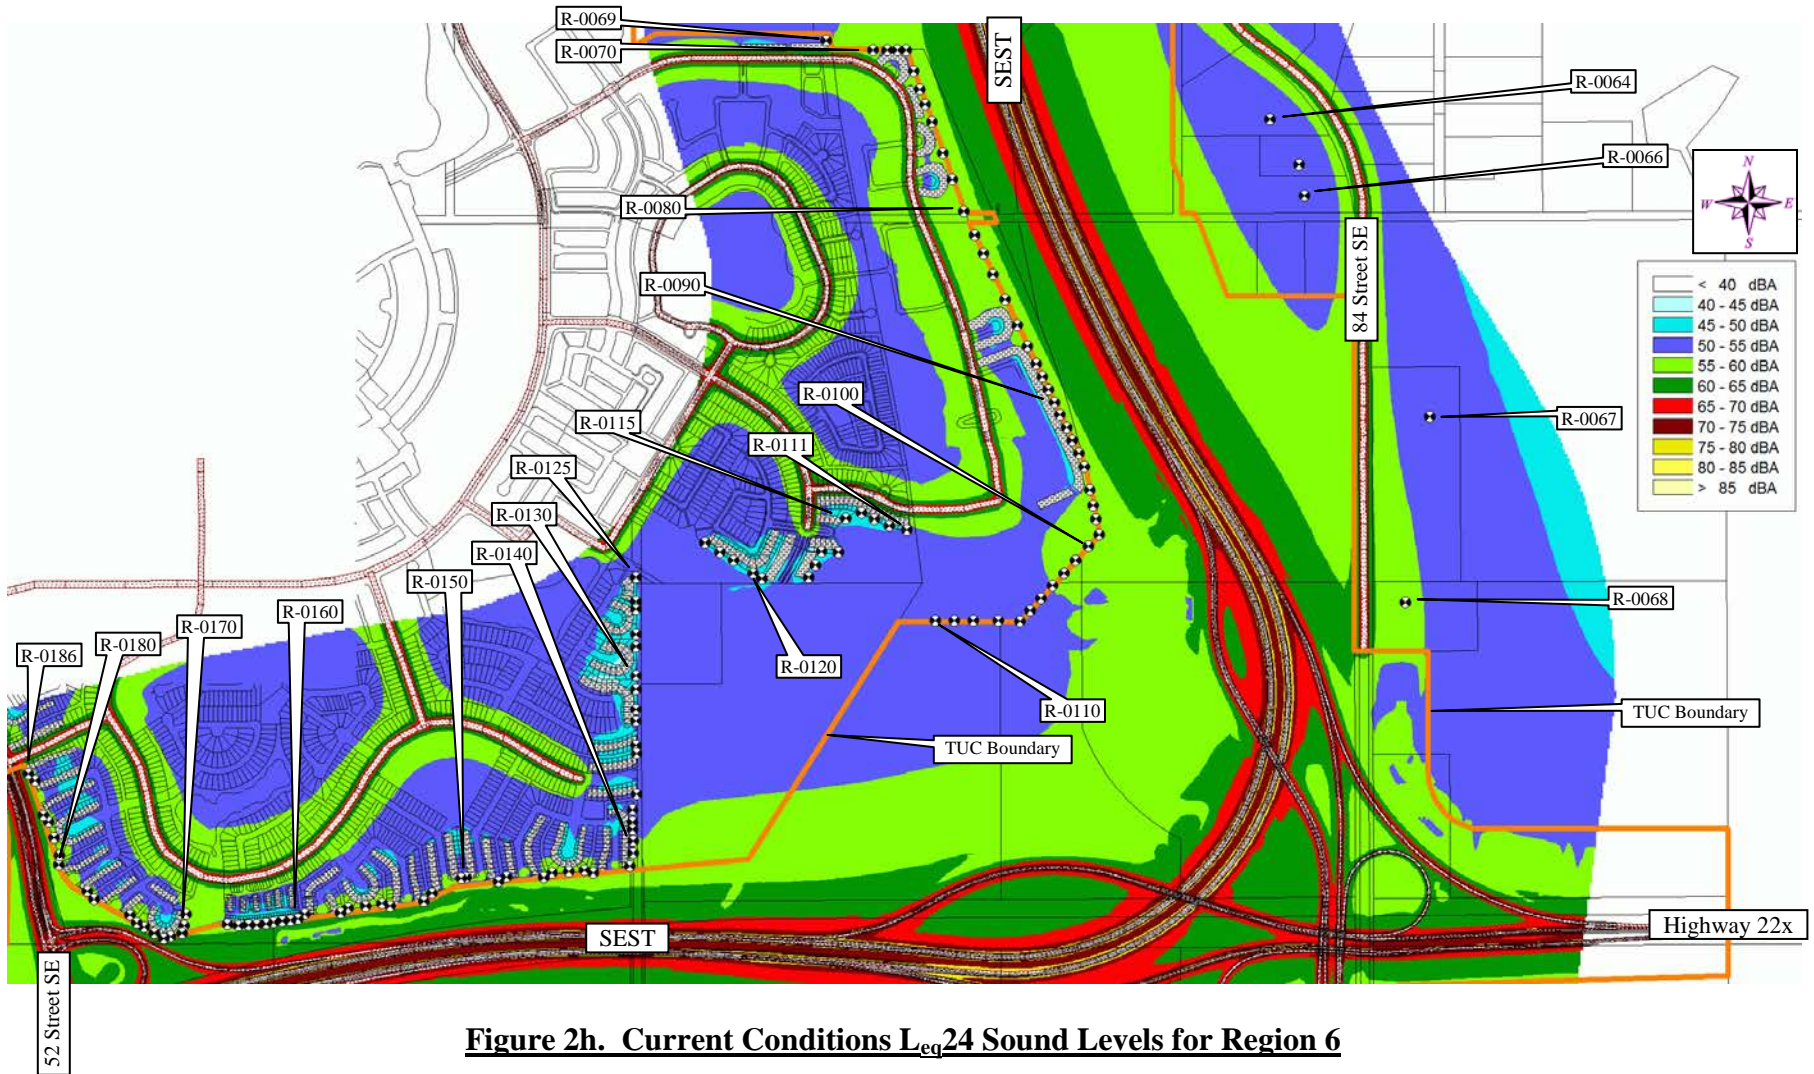 R-0069
R-0070
SEST
R-0064
R-0066
N
W
E
S
R-0080
84 Street SE
R-0090
< 40 dBA
40 - 45 dBA
45 - 50 dBA
50 - 55 dBA
55 - 60 dBA
60 - 65 dBA
65 - 70 dBA
70 - 75 dBA
75 - 80 dBA
80 - 85 dBA
> 85 dBA
R-0100
R-0067
R-0115
R-0111
R-0125
R-0130
R-0140
R-0150
R-0160
R-0170
R-0180
R-0186
R-0068
R-0120
R-0110
TUC Boundary
TUC Boundary
SEST
Highway 22x
52 Street SE
Figure 2h. Current Conditions Leq24 Sound Levels for Region 6